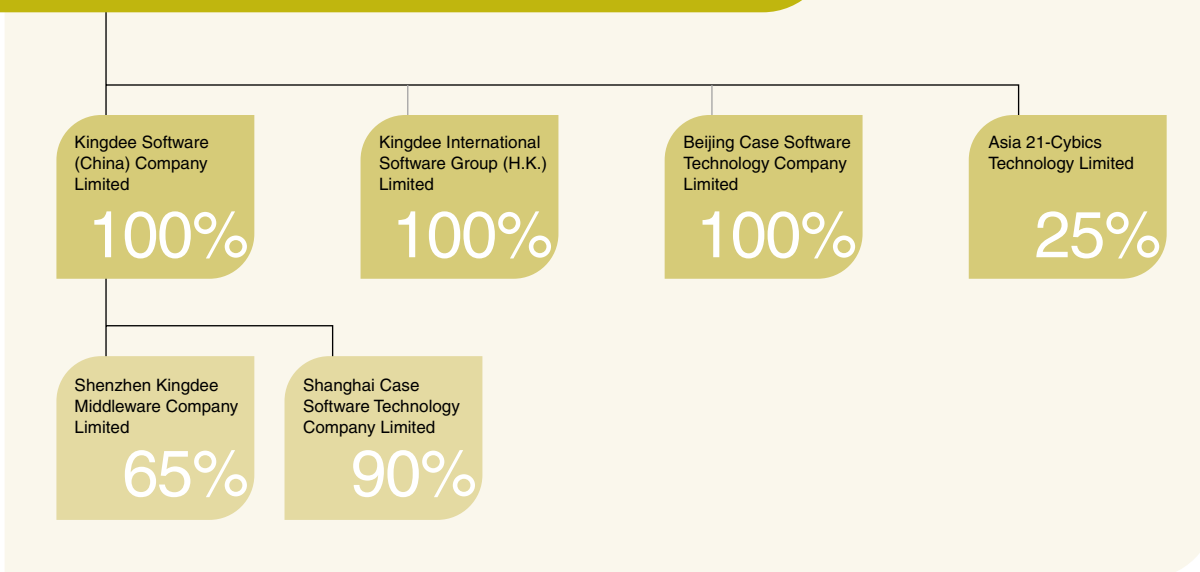 Kingdee Software
(China) Company
Limited
100%
Kingdee International
Software Group (H.K.)
Limited
100%
Beijing Case Software
Technology Company
Limited
100%
Asia 21-Cybics
Technology Limited
25%
Shenzhen Kingdee
Middleware Company
Limited
65%
Shanghai Case
Software Technology
Company Limited
90%